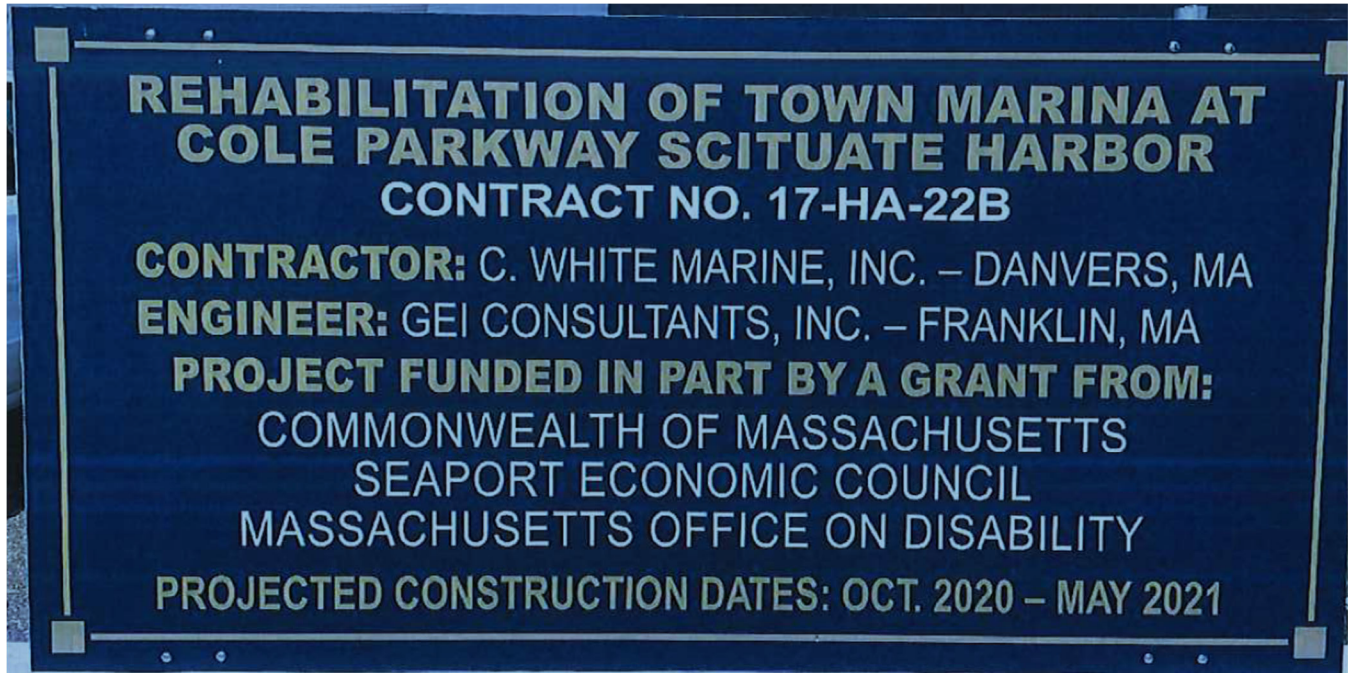 REHABILITATION OF TOWN MARINA AT
COLE PARKWAY SCITUATE HARBOR
CONTRACT NO. 17-HA-22B
CONTRACTOR: C. WHITE MARINE, INC. – DANVERS, MA
ENGINEER: GEI CONSULTANTS, INC. – FRANKLIN, MA
PROJECT FUNDED IN PART BY A GRANT FROM:
COMMONWEALTH OF MASSACHUSETTS
SEAPORT ECONOMIC COUNCIL
MASSACHUSETTS OFFICE ON DISABILITY
PROJECTED CONSTRUCTION DATES: OCT. 2020 – MAY 2021